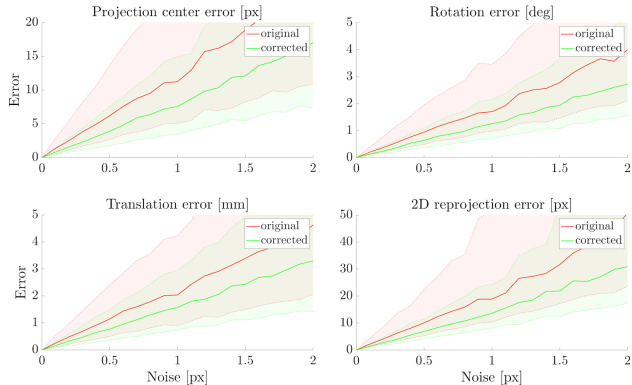 Projection center error [px]
20
15
10
5
0
Error
original
corrected
0 0.5 1 1.5 2
Rotation error [deg]
5
4
3
2
1
0
original
corrected
0 0.5 1 1.5 2
Translation error [mm]
5
4
3
2
1
0
Error
original
corrected
0 0.5 1 1.5 2
Noise [px]
2D reprojection error [px]
50
40
30
20
10
0
original
corrected
0 0.5 1 1.5 2
Noise [px]